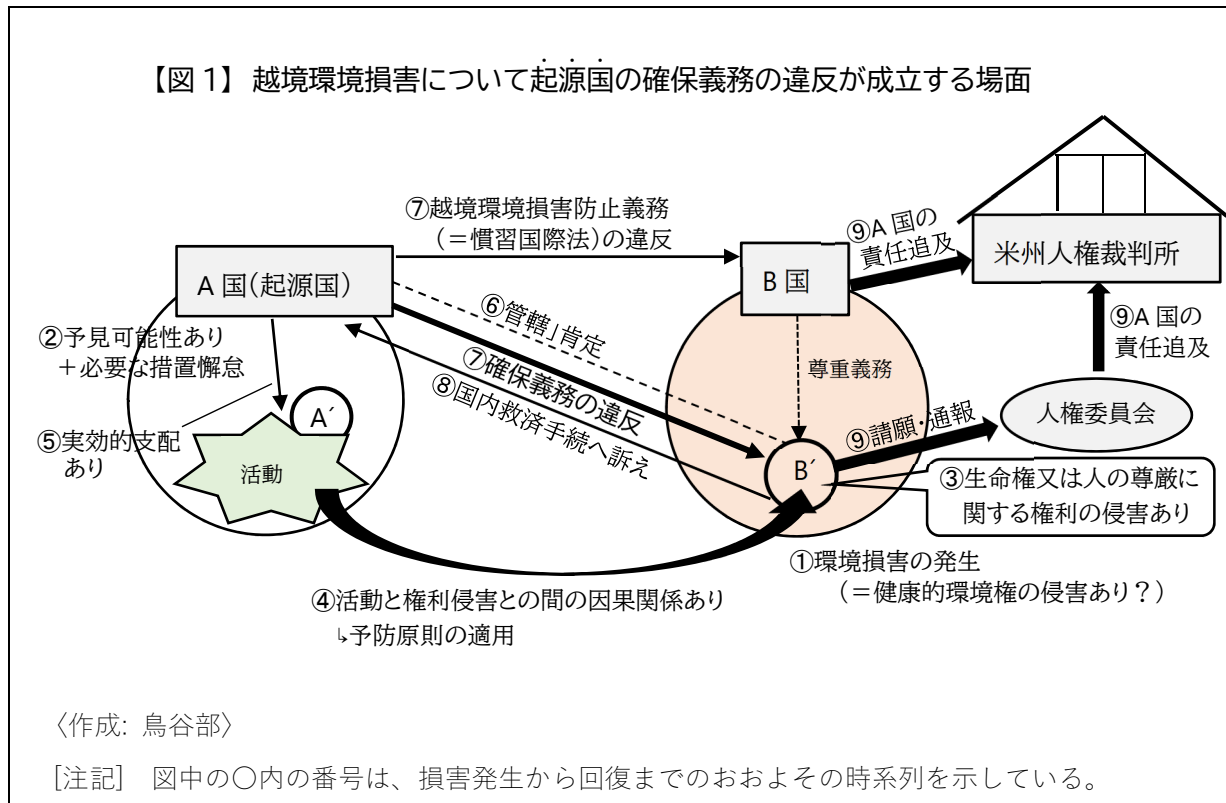 【図1】 越境環境損害について起源国の確保義務の違反が成立する場面
⑦越境環境損害防止義務
（＝慣習国際法）の違反
⑨A 国の
責任追及
米州人権裁判所
A 国(起源国)
B 国
⑥管轄」肯定
⑨A 国の
責任追及
②予見可能性あり
＋必要な措置懈怠
⑦確保義務の違反
尊重義務
⑧国内救済手続へ訴え
人権委員会
A´
⑨請願・通報
⑤実効的支配
あり
活動
B´
③生命権又は人の尊厳に
関する権利の侵害あり
①環境損害の発生
（＝健康的環境権の侵害あり？）
④活動と権利侵害との間の因果関係あり
↳予防原則の適用
〈作成: 鳥谷部〉
[注記] 図中の〇内の番号は、損害発生から回復までのおおよその時系列を示している。